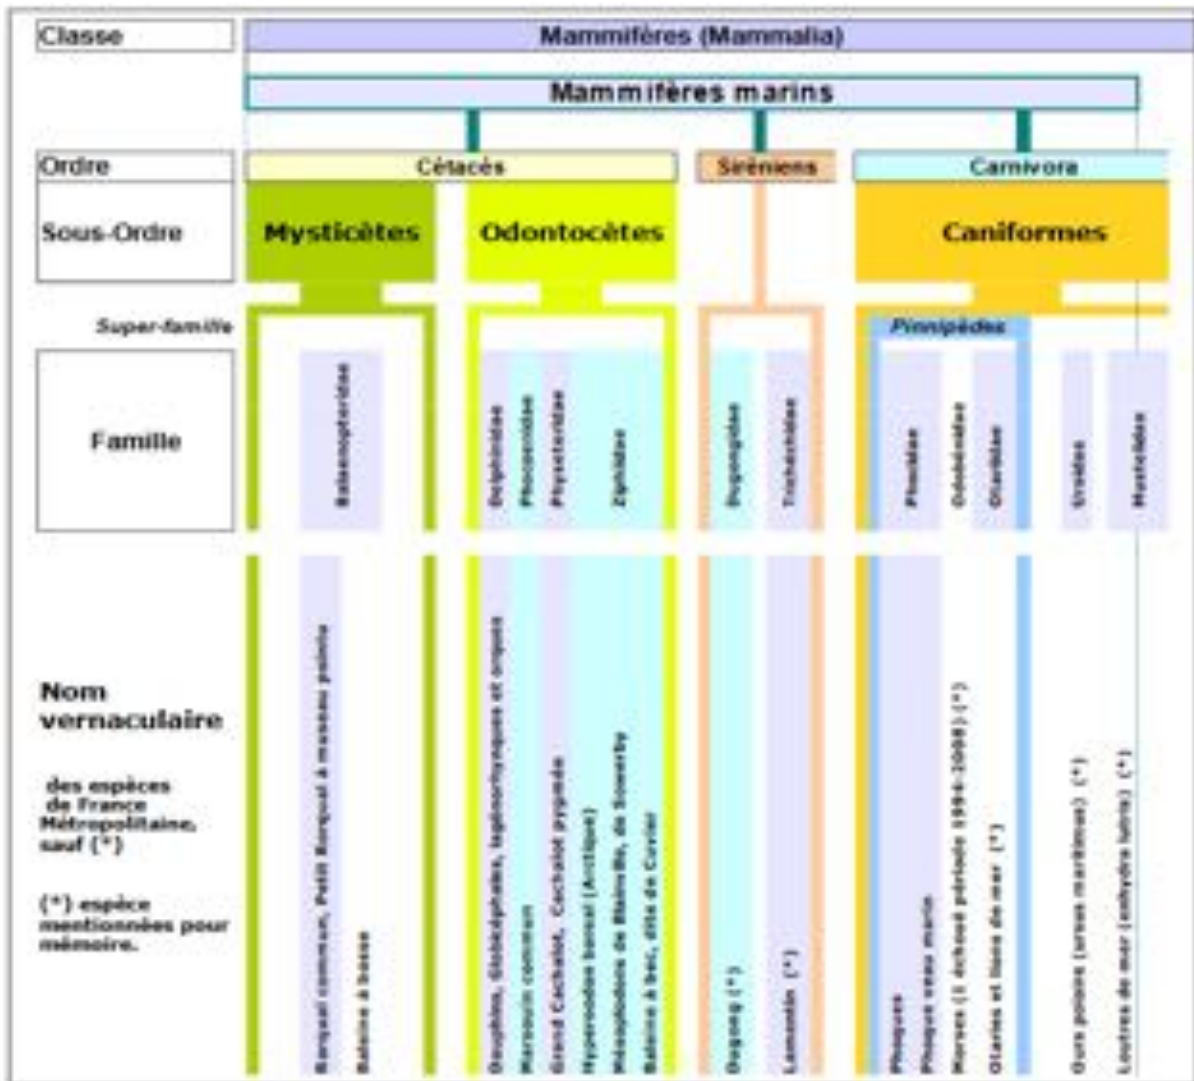 Classe
Mammifères (Mammalia)
Mammifères marins
Ordre
Cétacés
Sirèniens
Carnivora
Sous-Ordre
Mysticètes
Odontocètes
Caniformes
Super-famille
Pinnipèdes
Famille
Balaenopteridae
Delphinidae
Phocoenidae
Physeteridae
Ziphidae
Dugongidae
Trichéchidae
Phocidae
Odobénidae
Otariidae
Ursidés
Mustelidae
Nom
vernaculaire
des espèces
de France
Métropolitaine,
sauf (*)
(*) espèce
mentionnées pour
mémoire.
Rorqual commun, Petit Rorqual à museau pointu
Baleine à bosse
Dauphins, Globicéphales, lagénorhynques et orques
Marsouin commun
Grand Cachalot, Cachalot pygmée
Hyperoodon boréal (Arctique)
Mésoplodons de Blainville, de Sowerby
Baleine à bec, dite de Cuvier
Dugong (*)
Lamantin (*)
Phoques
Phoque veau marin
Morses (1 échoué période 1994-2008) (*)
Otaries et lions de mer (*)
Ours polaire (ursus maritimus) (*)
Loutres de mer (enhydra lutris) (*)